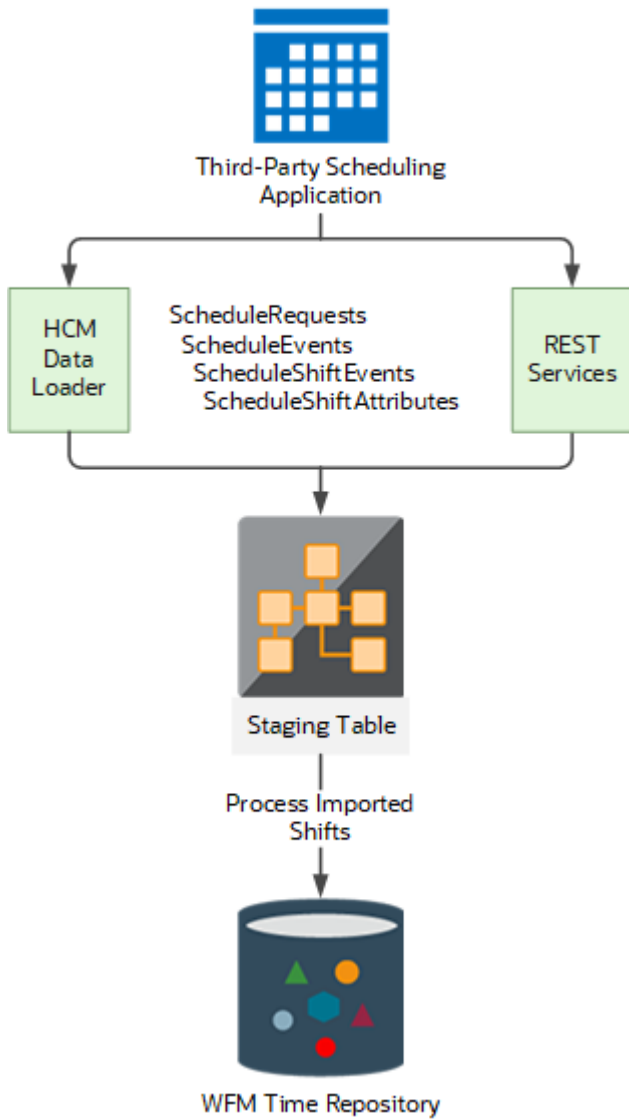 Third-Party Scheduling
Application
HCM
Data
Loader
ScheduleRequests
ScheduleEvents
ScheduleShiftEvents
ScheduleShiftAttributes
REST
Services
Staging Table
Process Imported
Shifts
WFM Time Repository